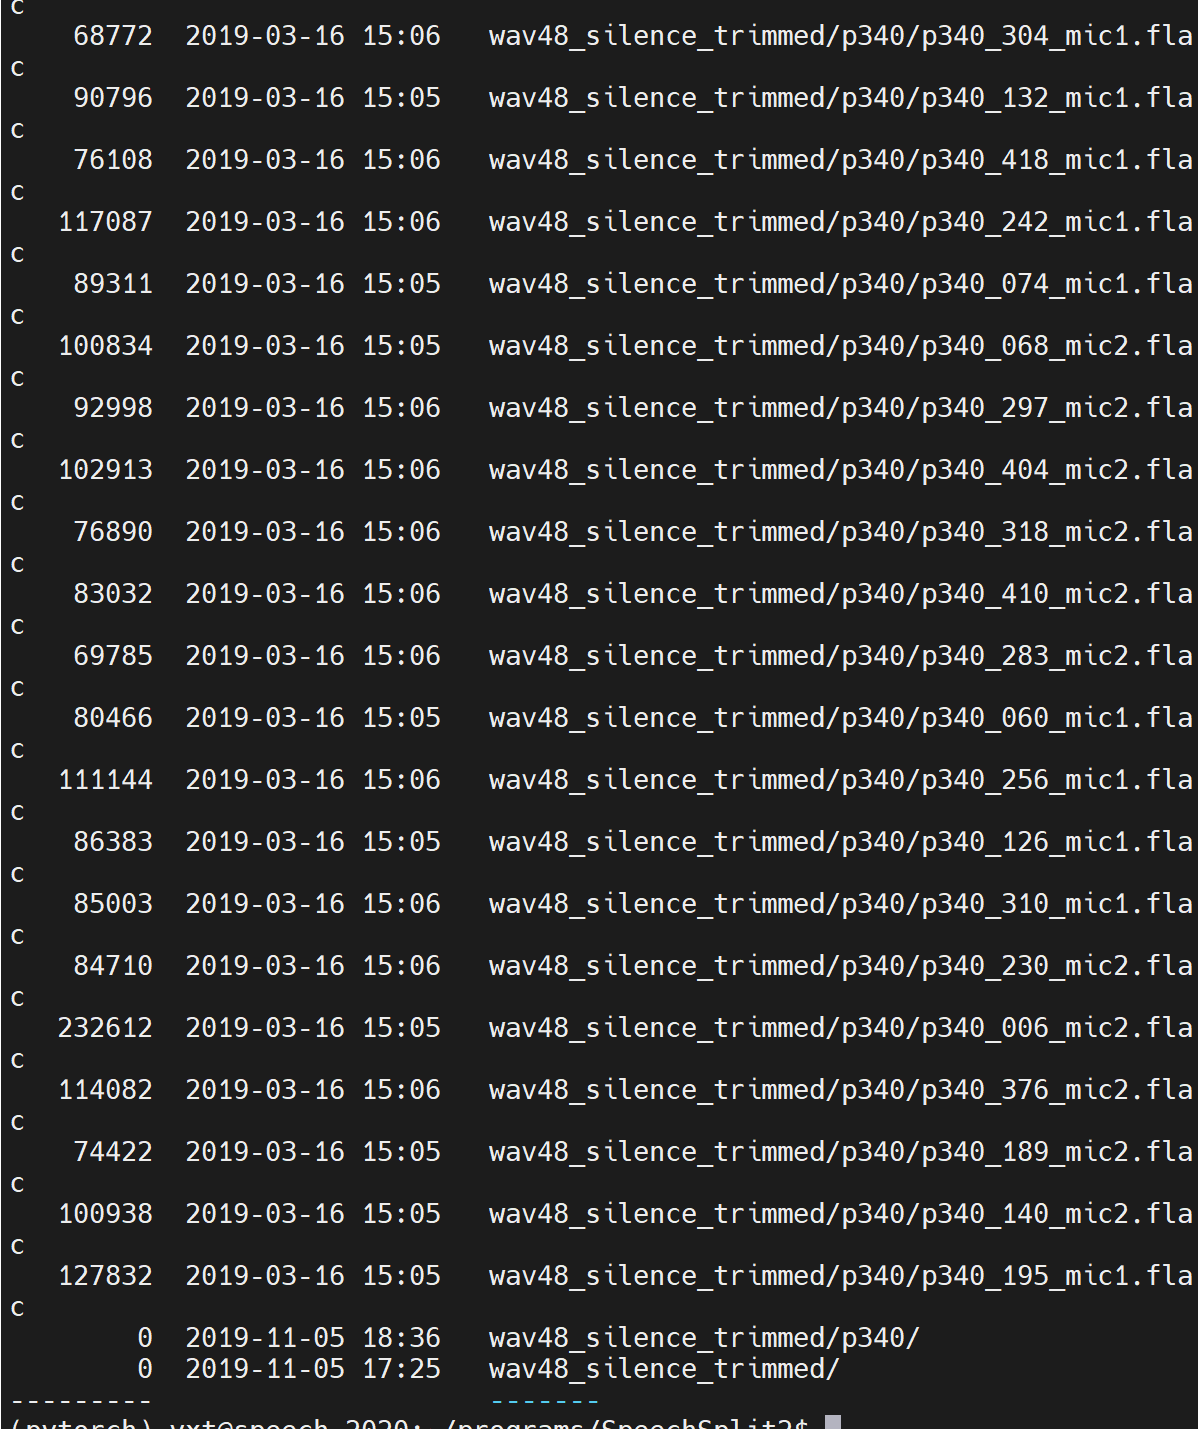 c
68772 2019-03-16 15:06 wav48_silence_trimmed/p340/p340_304_mic1.fla
c
90796 2019-03-16 15:05 wav48_silence_trimmed/p340/p340_132_mic1.fla
c
76108 2019-03-16 15:06 wav48_silence_trimmed/p340/p340_418_mic1.fla
c
117087 2019-03-16 15:06 wav48_silence_trimmed/p340/p340_242_mic1.fla
c
89311 2019-03-16 15:05 wav48_silence_trimmed/p340/p340_074_mic1.fla
c
100834 2019-03-16 15:05 wav48_silence_trimmed/p340/p340_068_mic2.fla
c
92998 2019-03-16 15:06 wav48_silence_trimmed/p340/p340_297_mic2.fla
c
102913 2019-03-16 15:06 wav48_silence_trimmed/p340/p340_404_mic2.fla
c
76890 2019-03-16 15:06 wav48_silence_trimmed/p340/p340_318_mic2.fla
c
83032 2019-03-16 15:06 wav48_silence_trimmed/p340/p340_410_mic2.fla
c
69785 2019-03-16 15:06 wav48_silence_trimmed/p340/p340_283_mic2.fla
c
80466 2019-03-16 15:05 wav48_silence_trimmed/p340/p340_060_mic1.fla
c
111144 2019-03-16 15:06 wav48_silence_trimmed/p340/p340_256_mic1.fla
c
86383 2019-03-16 15:05 wav48_silence_trimmed/p340/p340_126_mic1.fla
c
85003 2019-03-16 15:06 wav48_silence_trimmed/p340/p340_310_mic1.fla
c
84710 2019-03-16 15:06 wav48_silence_trimmed/p340/p340_230_mic2.fla
c
232612 2019-03-16 15:05 wav48_silence_trimmed/p340/p340_006_mic2.fla
c
114082 2019-03-16 15:06 wav48_silence_trimmed/p340/p340_376_mic2.fla
c
74422 2019-03-16 15:05 wav48_silence_trimmed/p340/p340_189_mic2.fla
c
100938 2019-03-16 15:05 wav48_silence_trimmed/p340/p340_140_mic2.fla
c
127832 2019-03-16 15:05 wav48_silence_trimmed/p340/p340_195_mic1.fla
c
0 2019-11-05 18:36 wav48_silence_trimmed/p340/
0 2019-11-05 17:25 wav48_silence_trimmed/
--------- -------
(pytorch)